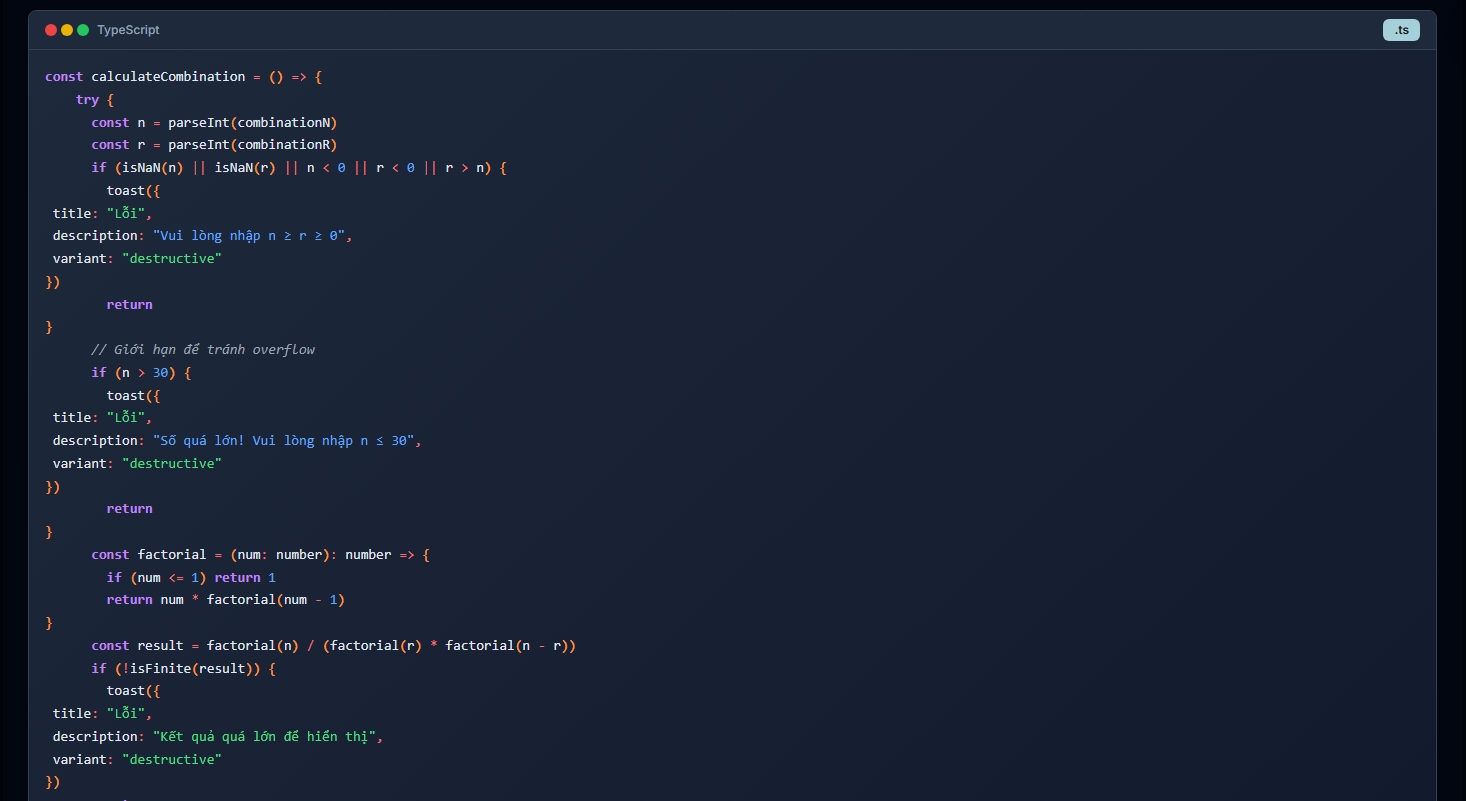 TypeScript
.ts
const calculateCombination = () => {
    try {
      const n = parseInt(combinationN)
      const r = parseInt(combinationR)
      if (isNaN(n) || isNaN(r) || n < 0 || r < 0 || r > n) {
        toast({
 title: "Lỗi",
 description: "Vui lòng nhập n ≥ r ≥ 0",
 variant: "destructive"
})
        return
}
      // Giới hạn để tránh overflow
      if (n > 30) {
        toast({
 title: "Lỗi",
 description: "Số quá lớn! Vui lòng nhập n ≤ 30",
 variant: "destructive"
})
        return
}
      const factorial = (num: number): number => {
        if (num <= 1) return 1
        return num * factorial(num - 1)
}
      const result = factorial(n) / (factorial(r) * factorial(n - r))
      if (!isFinite(result)) {
        toast({
 title: "Lỗi",
 description: "Kết quả quá lớn để hiển thị",
 variant: "destructive"
})